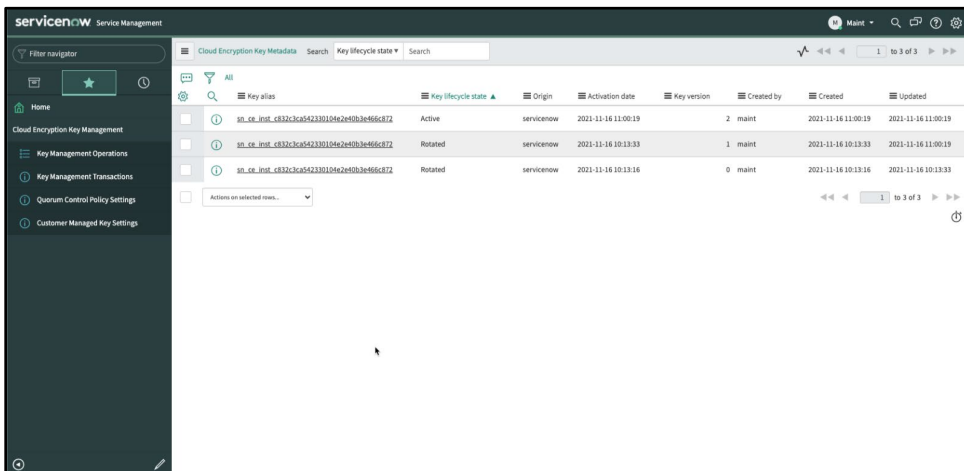 servicenow Service Management
M Maint
Filter navigator
Home
Cloud Encryption Key Management
Key Management Operations
Key Management Transactions
Quorum Control Policy Settings
Customer Managed Key Settings
Cloud Encryption Key Metadata Search Key lifecycle state ▼ Search
1 to 3 of 3
All
Key alias Key lifecycle state ▲ Origin Activation date Key version Created by Created Updated
sn_ce_inst_c832c3ca542330104e2e40b3e466c872 Active servicenow 2021-11-16 11:00:19 2 maint 2021-11-16 11:00:19 2021-11-16 11:00:19
sn_ce_inst_c832c3ca542330104e2e40b3e466c872 Rotated servicenow 2021-11-16 10:13:33 1 maint 2021-11-16 10:13:33 2021-11-16 11:00:19
sn_ce_inst_c832c3ca542330104e2e40b3e466c872 Rotated servicenow 2021-11-16 10:13:16 0 maint 2021-11-16 10:13:16 2021-11-16 10:13:33
Actions on selected rows...
1 to 3 of 3